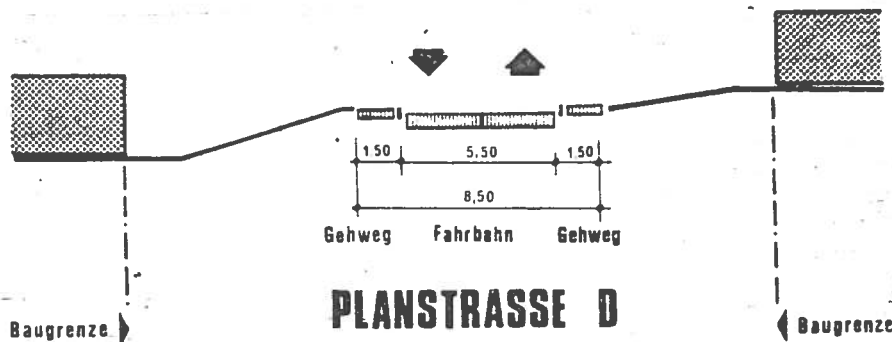 1.50 5,50 1,50
8,50
Gehweg Fahrbahn Gehweg
PLANSTRASSE D
Baugrenze Baugrenze